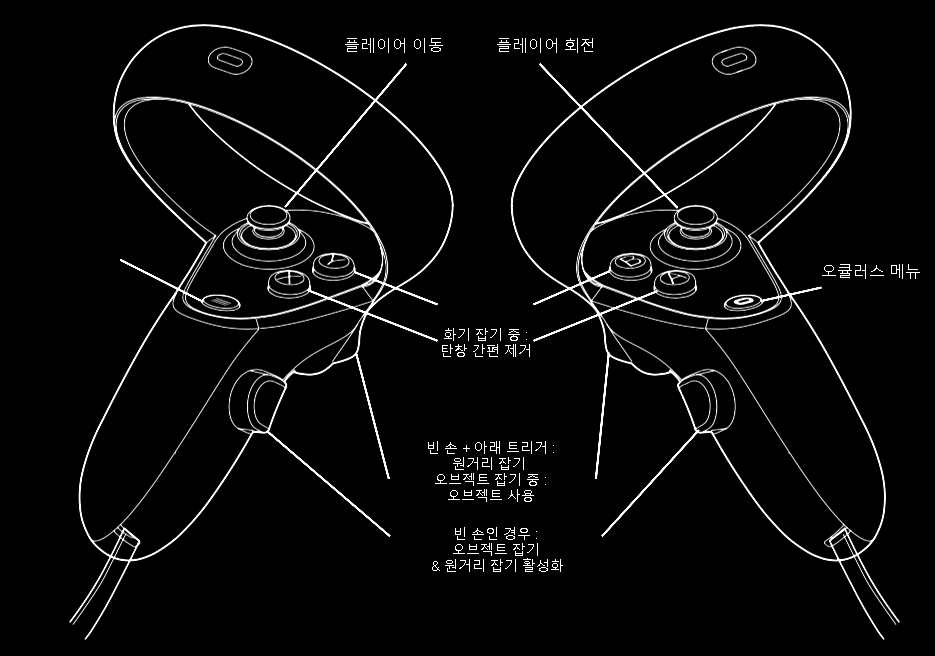 플레이어 이동
플레이어 회전
Y
X
B
A
오큘러스 메뉴
화기 잡기 중 :
탄창 간편 제거
빈 손 + 아래 트리거 :
원거리 잡기
오브젝트 잡기 중 :
오브젝트 사용
빈 손인 경우 :
오브젝트 잡기
& 원거리 잡기 활성화